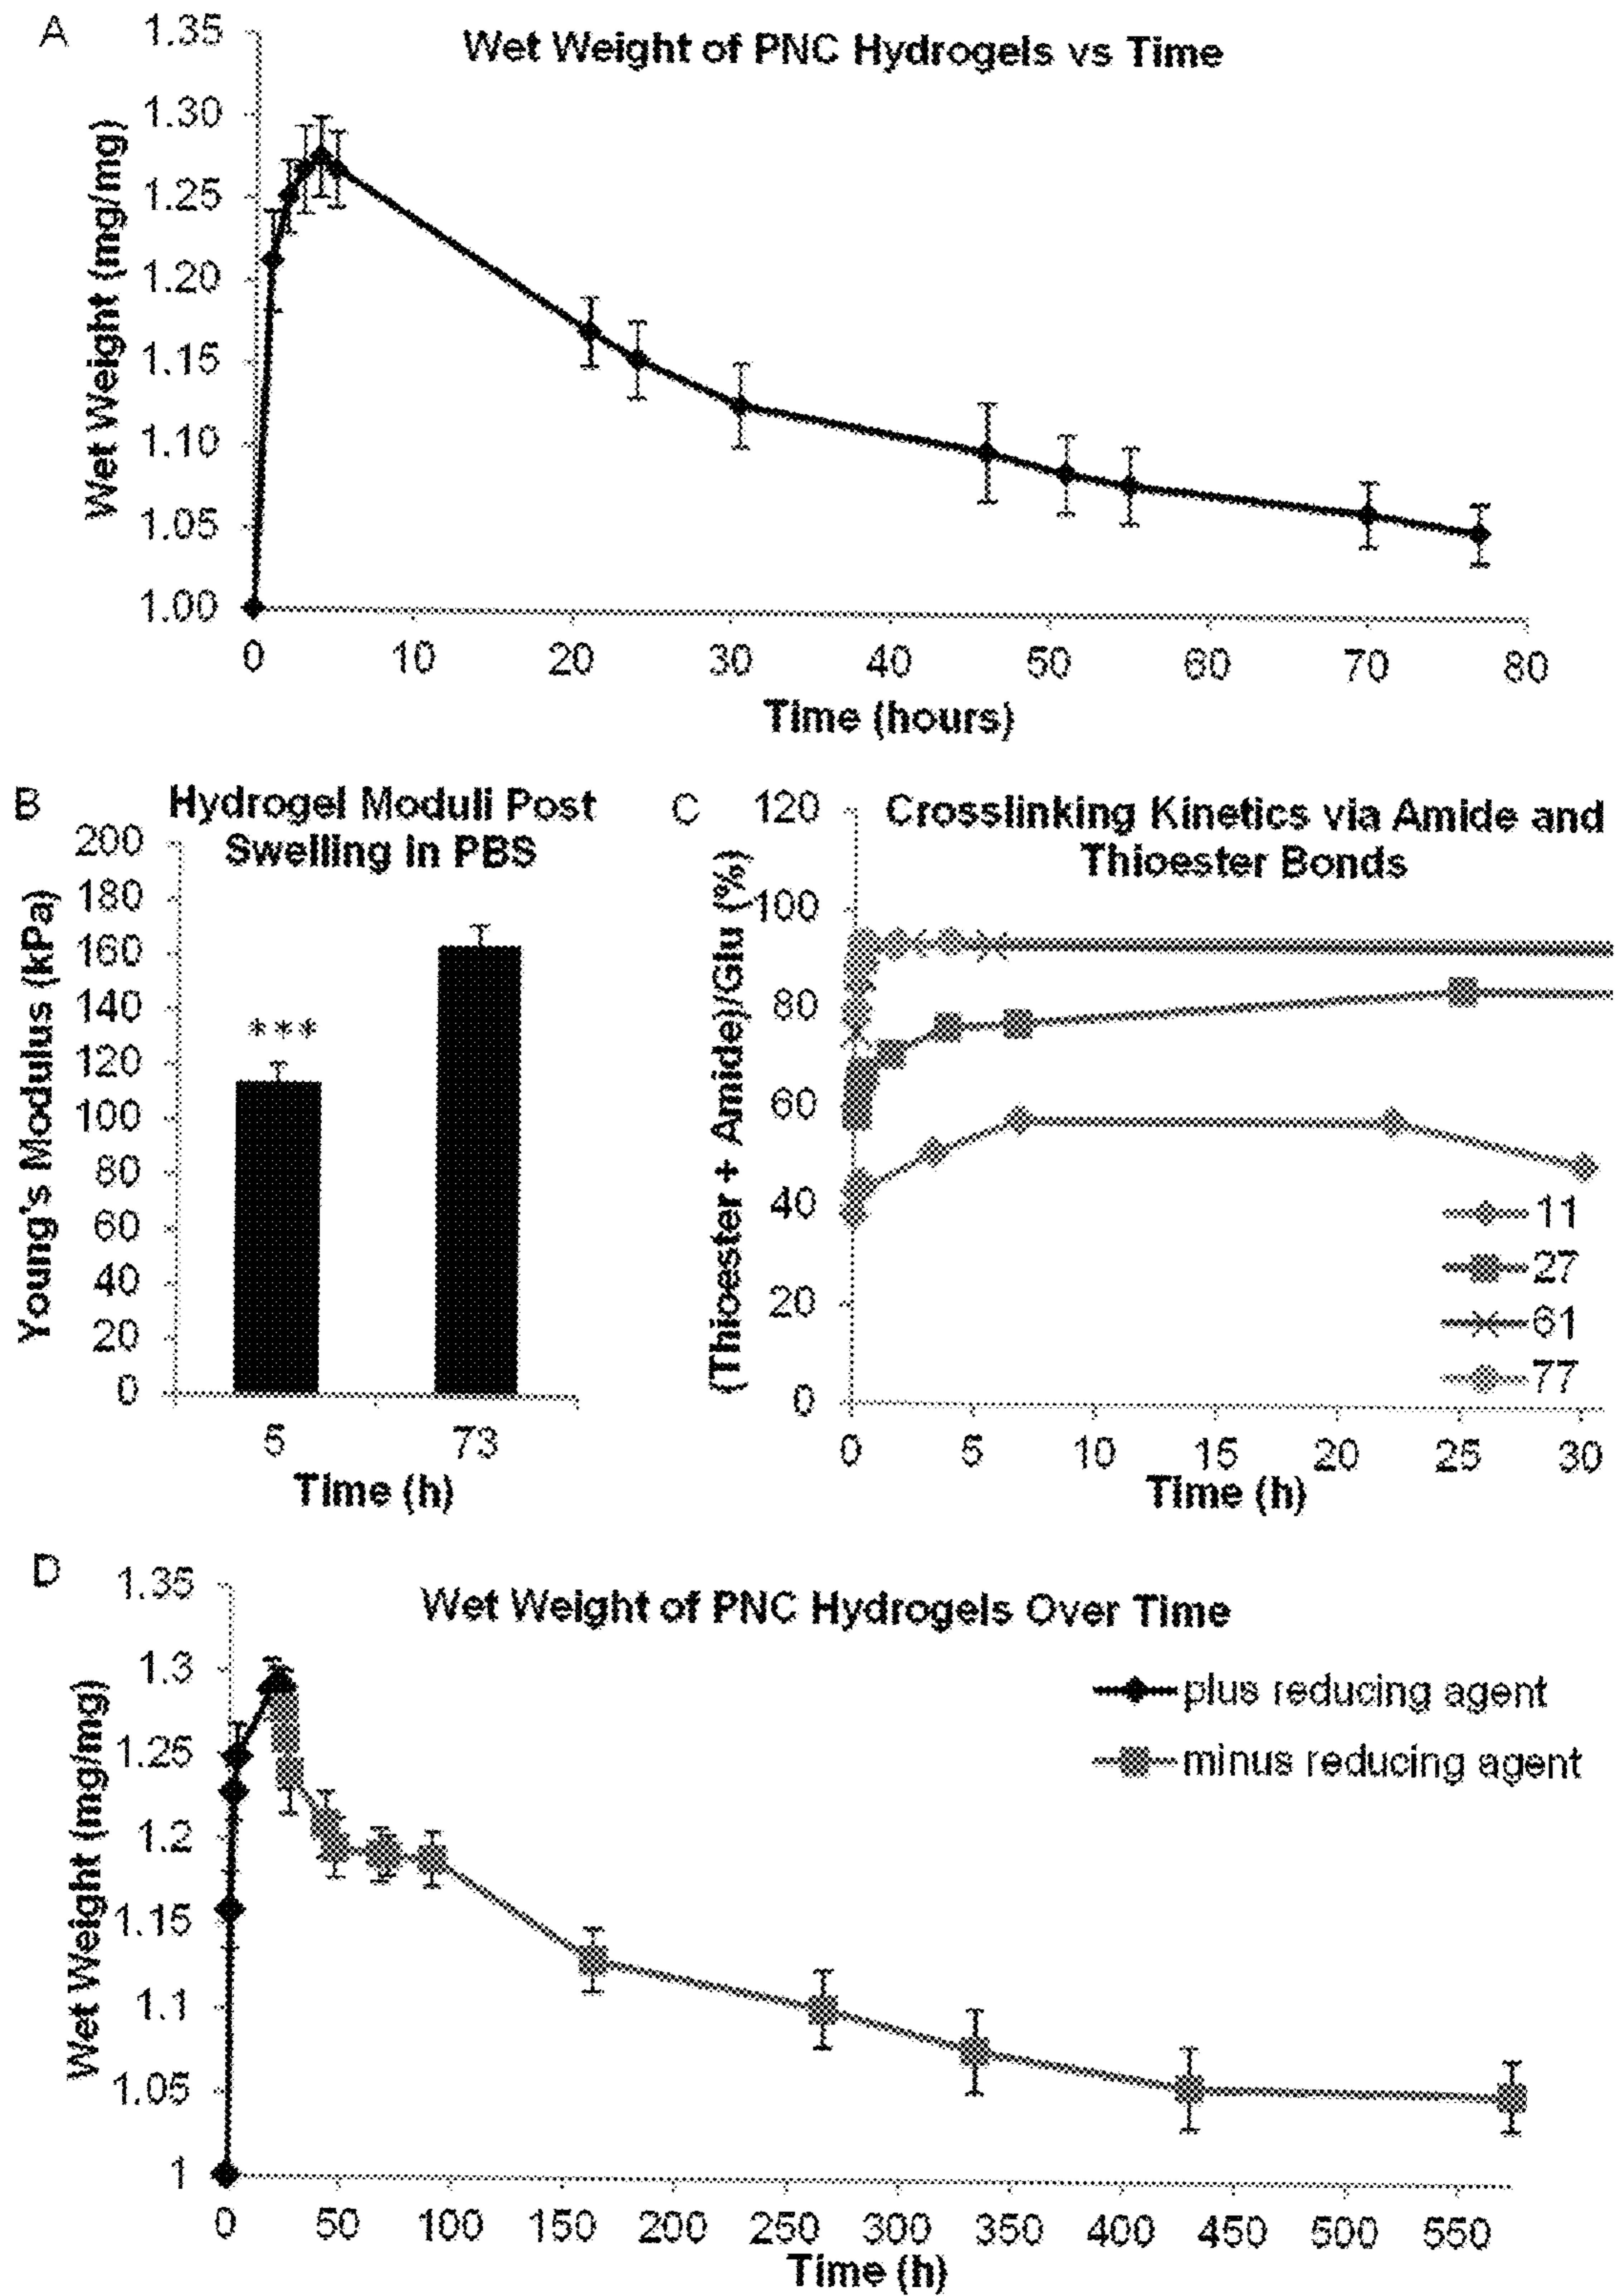 A
Wet Weight of PNC Hydrogels vs Time
Wet Weight (mg/mg)
1.35
1.30
1.25
1.20
1.15
1.10
1.05
1.00
0 10 20 30 40 50 60 70 80
Time (hours)
B
Hydrogel Moduli Post
Swelling in PBS
Young's Modulus (kPa)
200
180
160
140
120
100
80
60
40
20
0
***
5 73
Time (h)
C
Crosslinking Kinetics via Amide and
Thioester Bonds
(Thioester + Amide)/Glu (%)
120
100
80
60
40
20
0
11
27
61
77
0 5 10 15 20 25 30
Time (h)
D
Wet Weight of PNC Hydrogels Over Time
Wet Weight (mg/mg)
1.35
1.3
1.25
1.2
1.15
1.1
1.05
1
plus reducing agent
minus reducing agent
0 50 100 150 200 250 300 350 400 450 500 550
Time (h)